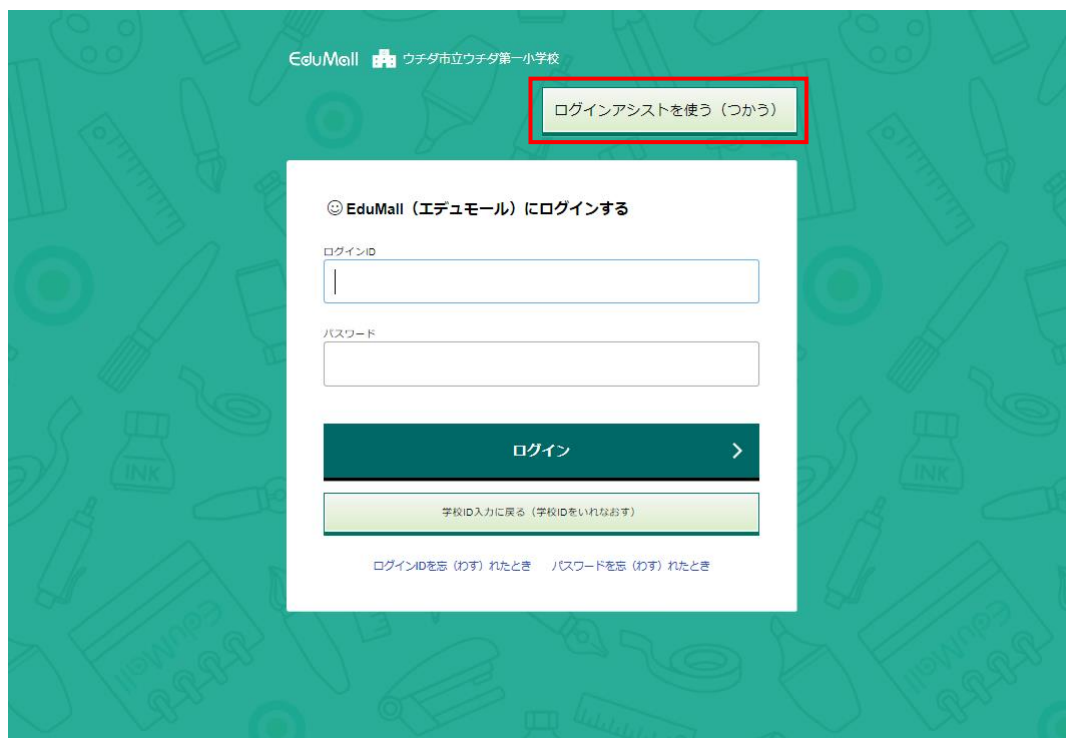 EduMall ウチダ市立ウチダ第一小学校
ログインアシストを使う（つかう）
EduMall（エデュモール）にログインする
ログインID
パスワード
ログイン
学校ID入力に戻る（学校IDをいれなおす）
ログインIDを忘（わす）れたとき パスワードを忘（わす）れたとき
INK
INK
EduMall
EduMall